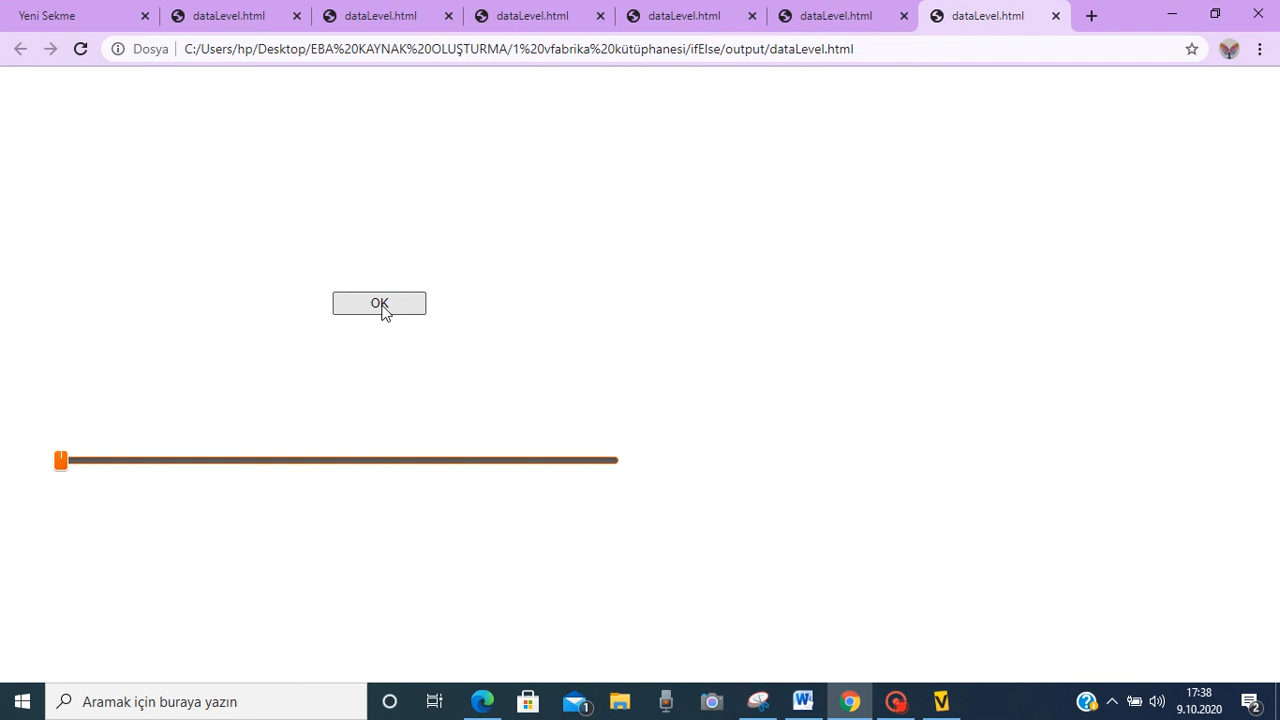 Yeni Sekme
dataLevel.html
dataLevel.html
dataLevel.html
dataLevel.html
dataLevel.html
dataLevel.html
Dosya
C:/Users/hp/Desktop/EBA%20KAYNAK%20OLUŞTURMA/1%20vfabrika%20kütüphanesi/ifElse/output/dataLevel.html
OK
Aramak için buraya yazın
1
17:38
9.10.2020
2